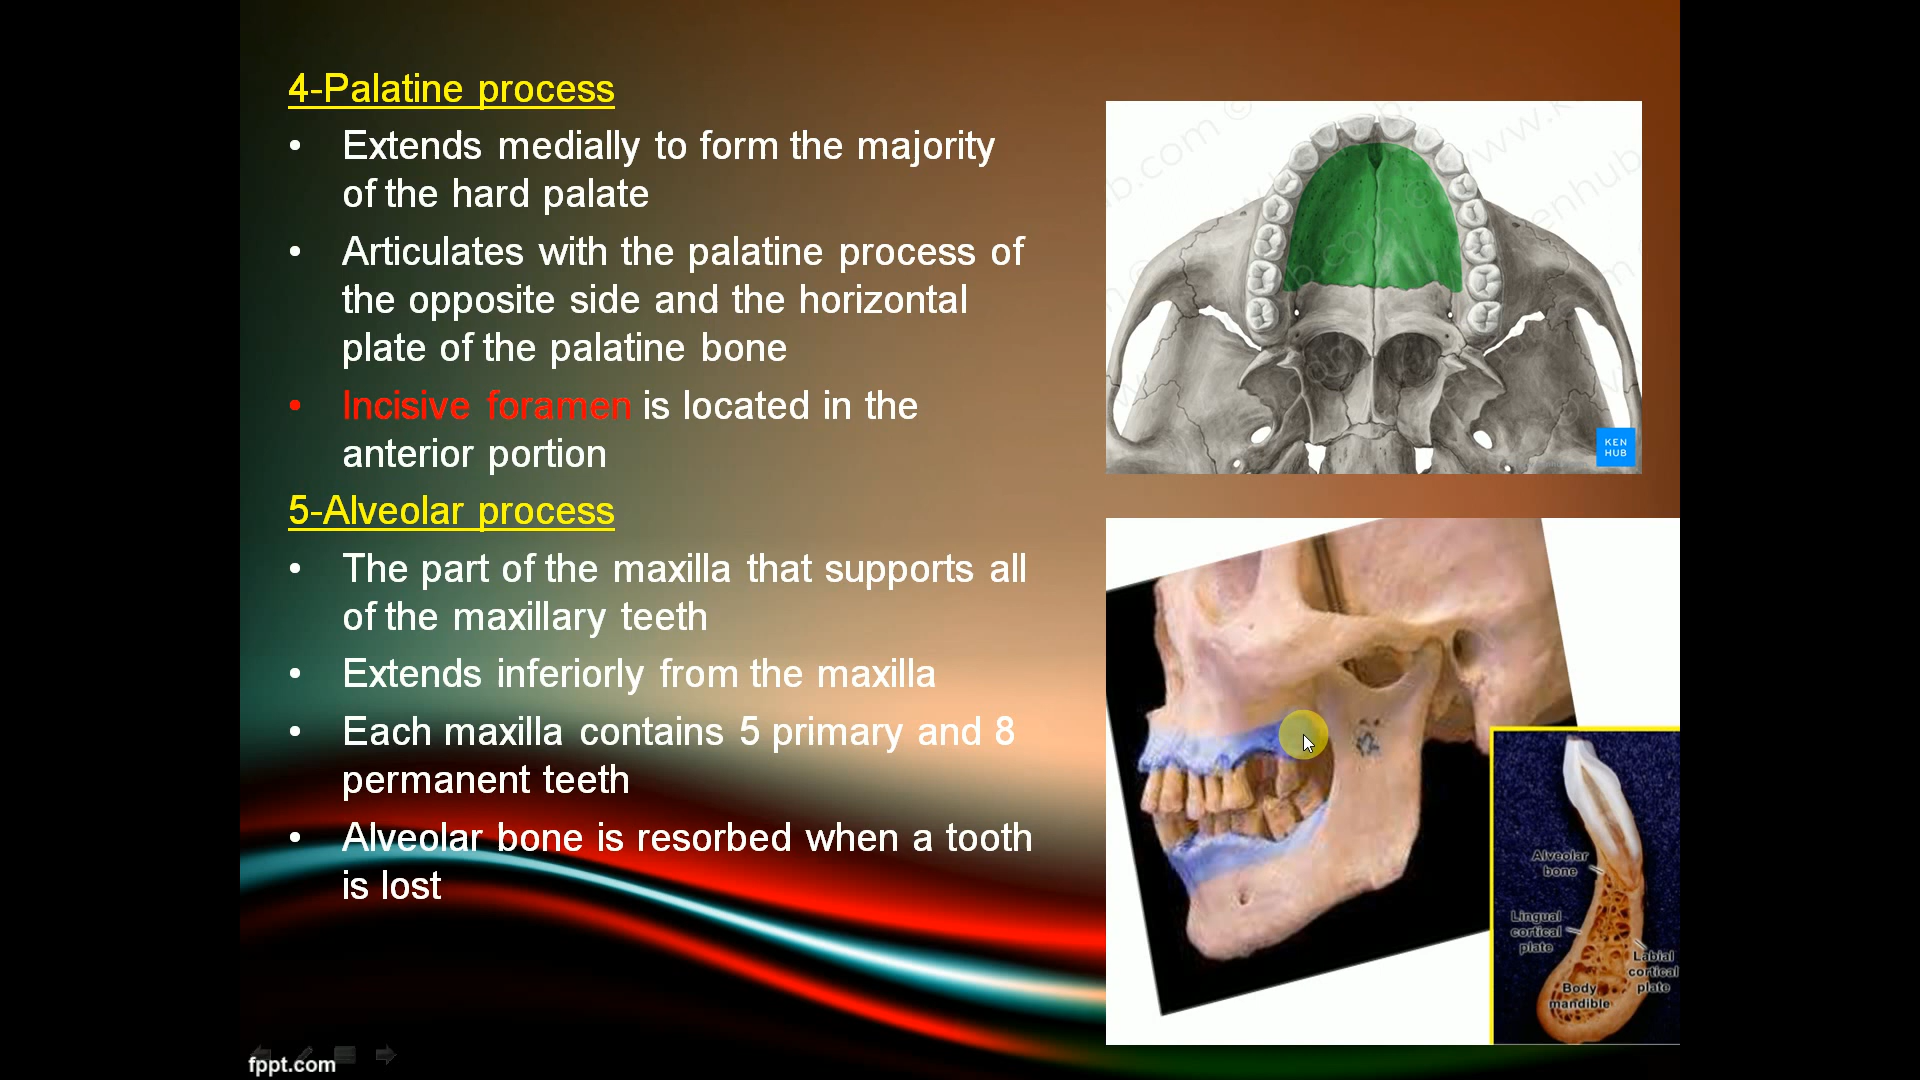 4-Palatine process
• Extends medially to form the majority
of the hard palate
• Articulates with the palatine process of
the opposite side and the horizontal
plate of the palatine bone
• Incisive foramen is located in the
anterior portion
5-Alveolar process
• The part of the maxilla that supports all
of the maxillary teeth
• Extends inferiorly from the maxilla
• Each maxilla contains 5 primary and 8
permanent teeth
• Alveolar bone is resorbed when a tooth
is lost
KEN
HUB
Alveolar
bone
Lingual
cortical
plate
Labial
cortical
plate
Body
mandible
fppt.com